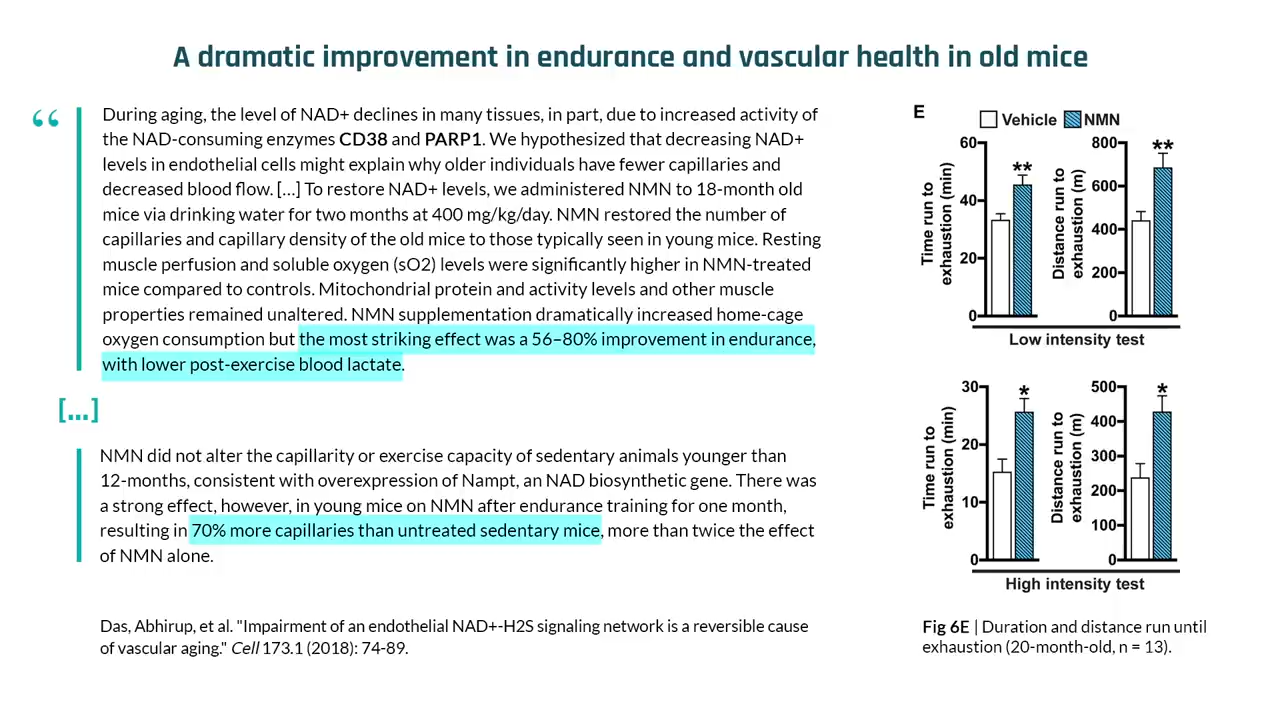 A dramatic improvement in endurance and vascular health in old mice
“
During aging, the level of NAD+ declines in many tissues, in part, due to increased activity of
the NAD-consuming enzymes CD38 and PARP1. We hypothesized that decreasing NAD+
levels in endothelial cells might explain why older individuals have fewer capillaries and
decreased blood flow. [...] To restore NAD+ levels, we administered NMN to 18-month old
mice via drinking water for two months at 400 mg/kg/day. NMN restored the number of
capillaries and capillary density of the old mice to those typically seen in young mice. Resting
muscle perfusion and soluble oxygen (sO2) levels were significantly higher in NMN-treated
mice compared to controls. Mitochondrial protein and activity levels and other muscle
properties remained unaltered. NMN supplementation dramatically increased home-cage
oxygen consumption but the most striking effect was a 56–80% improvement in endurance,
with lower post-exercise blood lactate.
[...]
NMN did not alter the capillarity or exercise capacity of sedentary animals younger than
12-months, consistent with overexpression of Nampt, an NAD biosynthetic gene. There was
a strong effect, however, in young mice on NMN after endurance training for one month,
resulting in 70% more capillaries than untreated sedentary mice, more than twice the effect
of NMN alone.
Das, Abhirup, et al. "Impairment of an endothelial NAD+-H2S signaling network is a reversible cause
of vascular aging." Cell 173.1 (2018): 74-89.
E
Vehicle NMN
Time run to
exhaustion (min)
60
40
20
0
**
Distance run to
exhaustion (m)
800
600
400
200
0
**
Low intensity test
Time run to
exhaustion (min)
30
20
10
0
*
Distance run to
exhaustion (m)
500
400
300
200
100
0
*
High intensity test
Fig 6E | Duration and distance run until
exhaustion (20-month-old, n = 13).